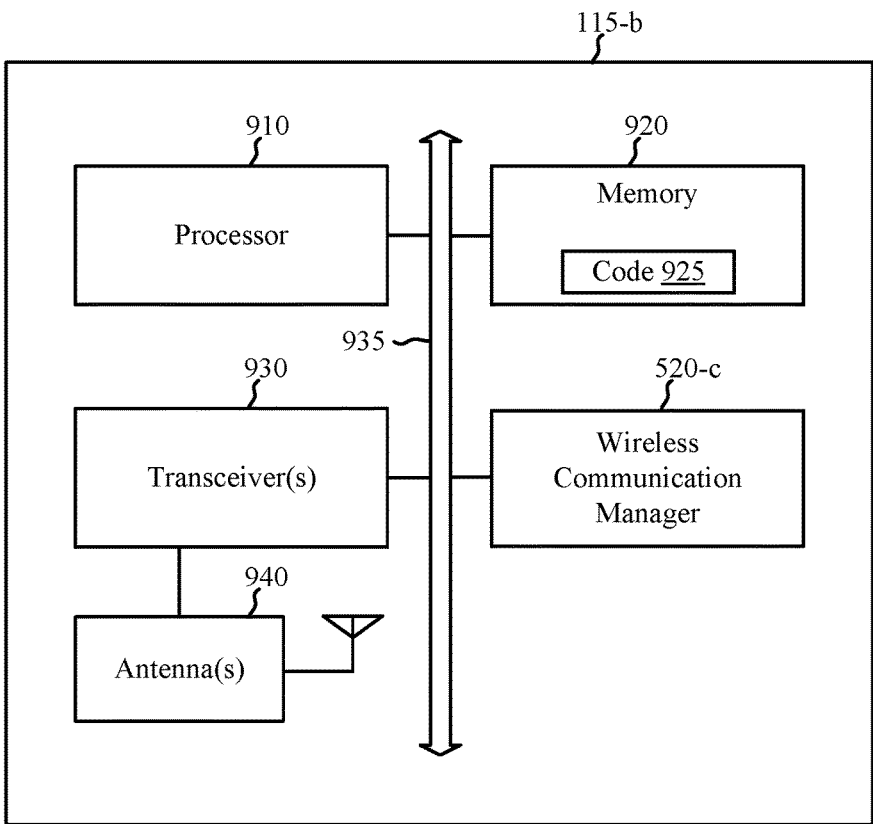 115-b
910
920
Processor
Memory
Code 925
935
930
520-c
Transceiver(s)
Wireless
Communication
Manager
940
Antenna(s)